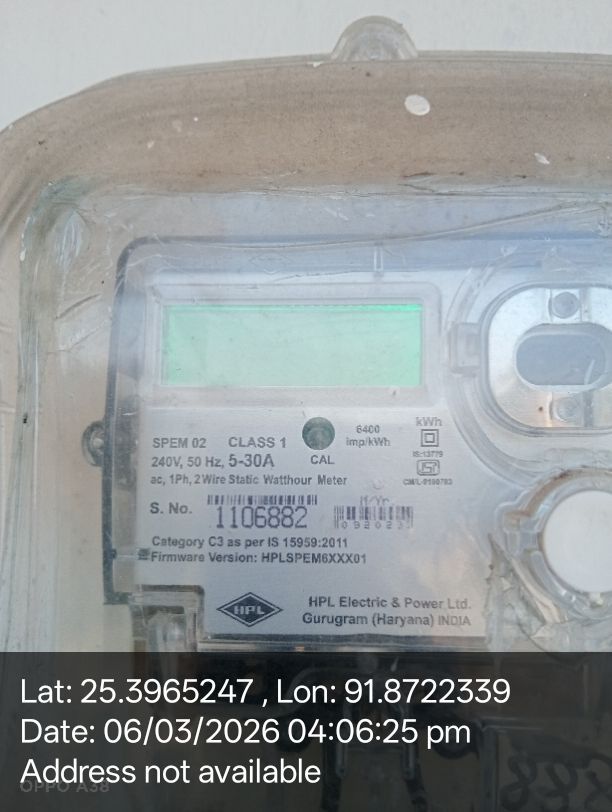 SPEM 02 CLASS 1
6400
imp/kWh
kWh
240V, 50 Hz, 5-30A
CAL
IS:13779
ac, 1Ph, 2 Wire Static Watthour Meter
S. No. 1106882
M/Yr.
Category C3 as per IS 15959:2011
Firmware Version: HPLSPEM6XXX01
HPL
HPL Electric & Power Ltd.
Gurugram (Haryana) INDIA
Lat: 25.3965247 , Lon: 91.8722339
Date: 06/03/2026 04:06:25 pm
Address not available
OPPO A38